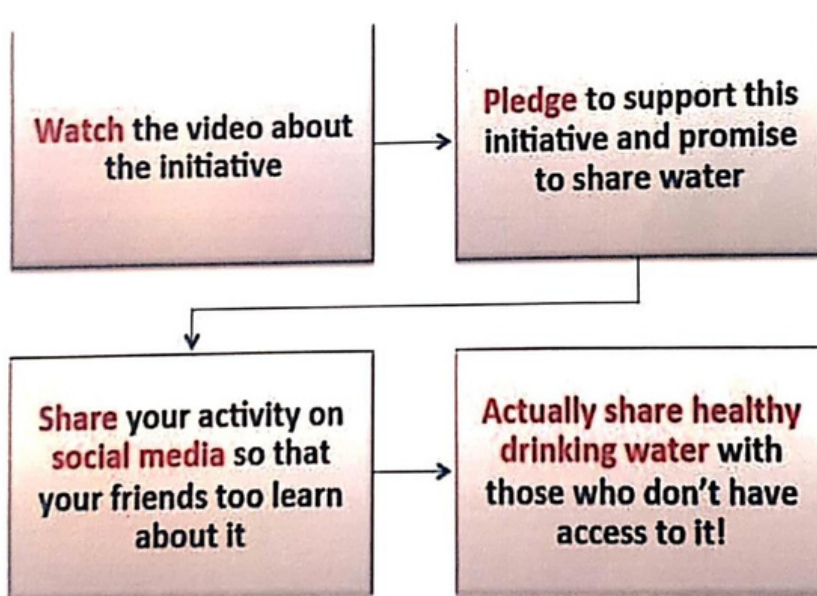 Watch the video about
the initiative
Pledge to support this
initiative and promise
to share water
Share your activity on
social media so that
your friends too learn
about it
Actually share healthy
drinking water with
those who don't have
access to it!